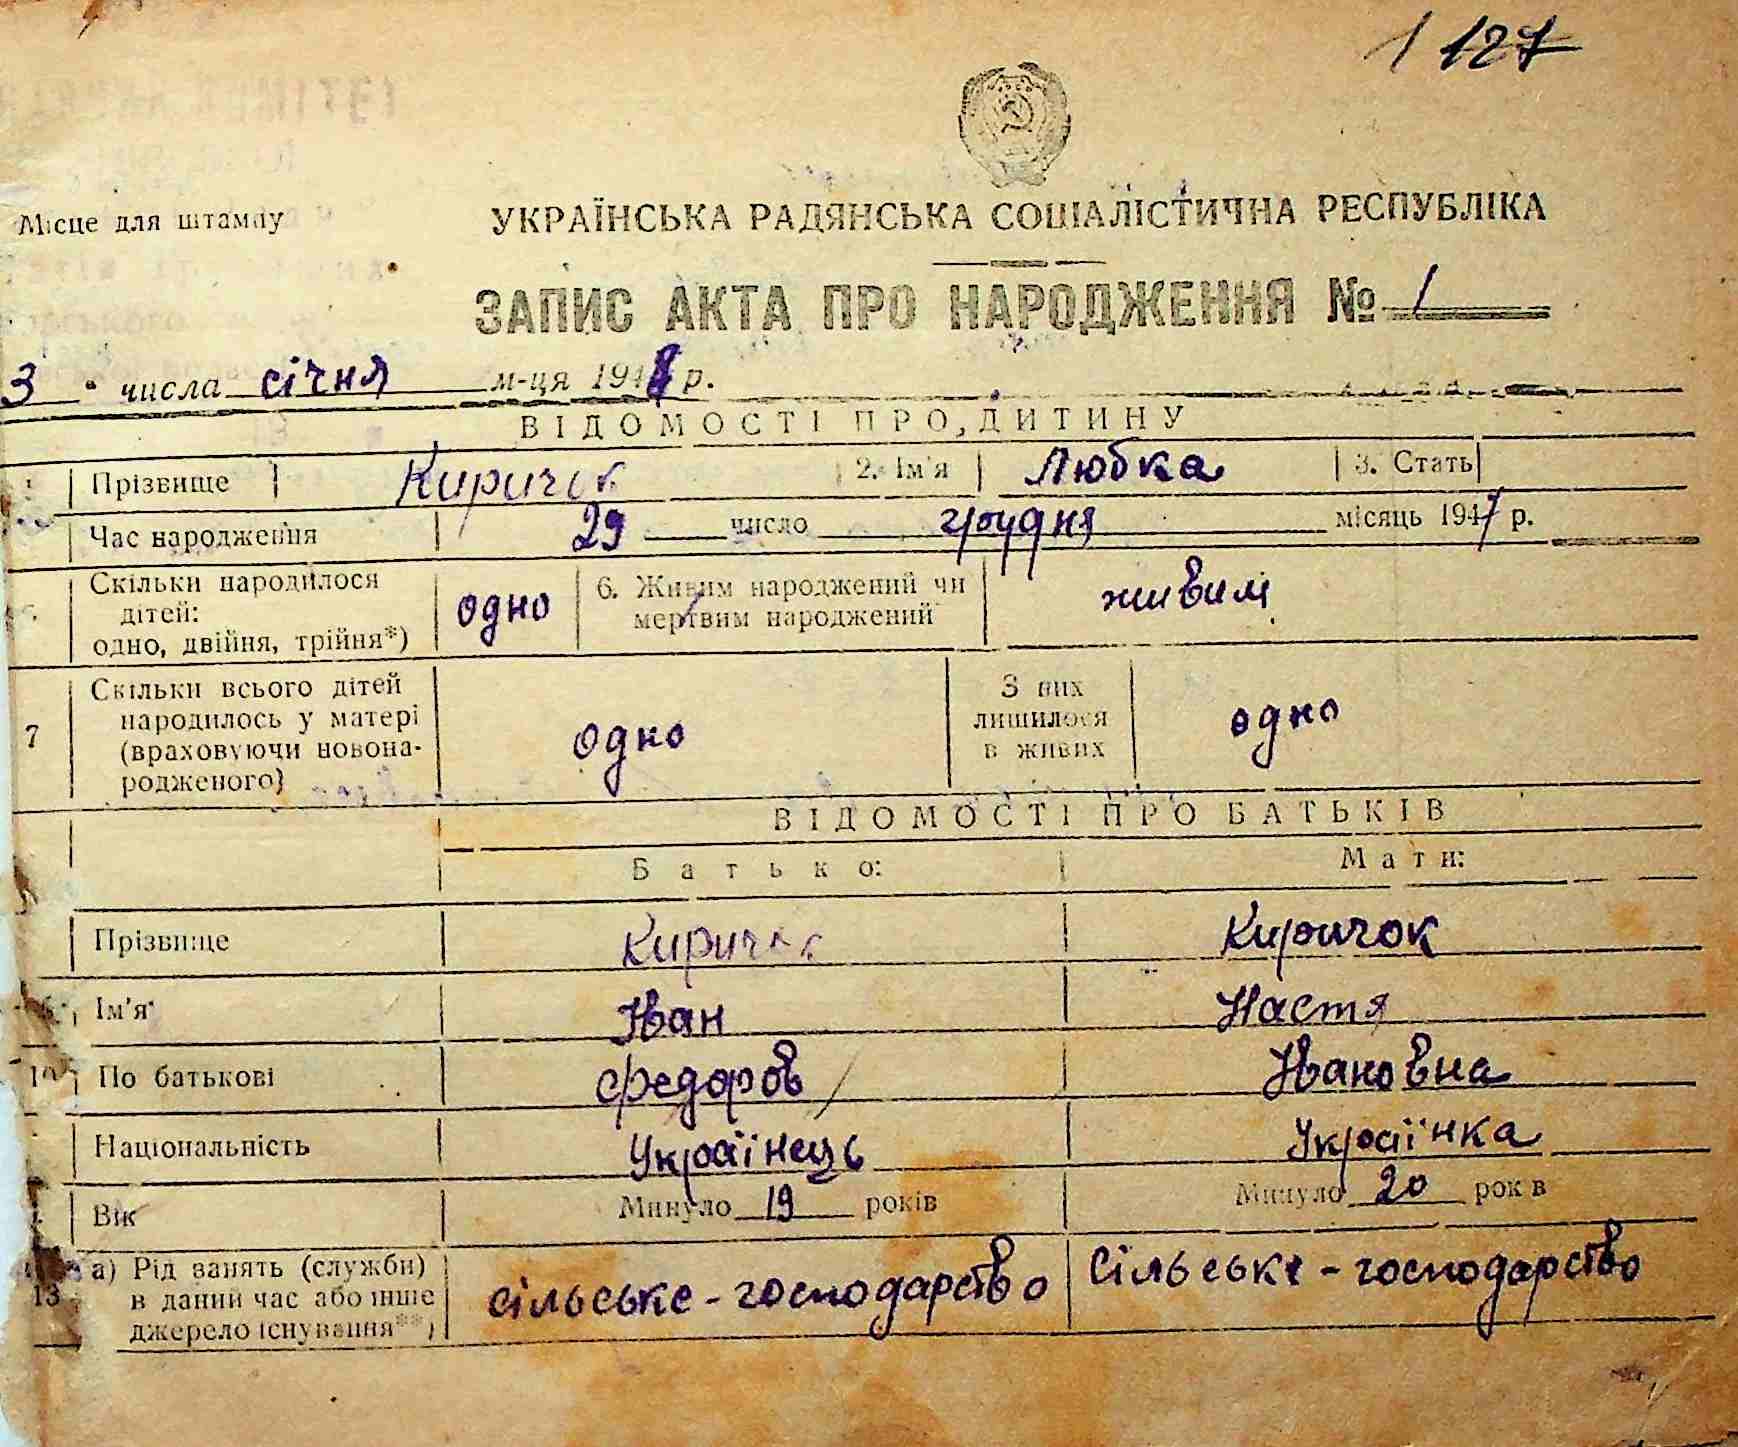 1 127
Місце для штампу
УКРАЇНСЬКА РАДЯНСЬКА СОЦІАЛІСТИЧНА РЕСПУБЛІКА
ЗАПИС АКТА ПРО НАРОДЖЕННЯ № 1
3 числа січня м-ця 1948 р.
ВІДОМОСТІ ПРО ДИТИНУ
Прізвище Киричок 2. Ім'я Любка 3. Стать
Час народження 29 число грудня місяць 1947 р.
Скільки народилося
дітей:
одно, двійня, трійня*)
одно
6. Живим народжений чи
мертвим народжений
живим
7
Скільки всього дітей
народилось у матері
(враховуючи новона-
родженого)
одно
З них
лишилося
в живих
одно
ВІДОМОСТІ ПРО БАТЬКІВ
Батько: Мати:
Прізвище Киричок Киричок
Ім'я Іван Настя
10 По батькові Федоров Івановна
Національність Українець Українка
Вік Минуло 19 років Минуло 20 рок в
13
а) Рід занять (служби)
в даний час або інше
джерело існування**)
сільське-господарство сільське-господарство